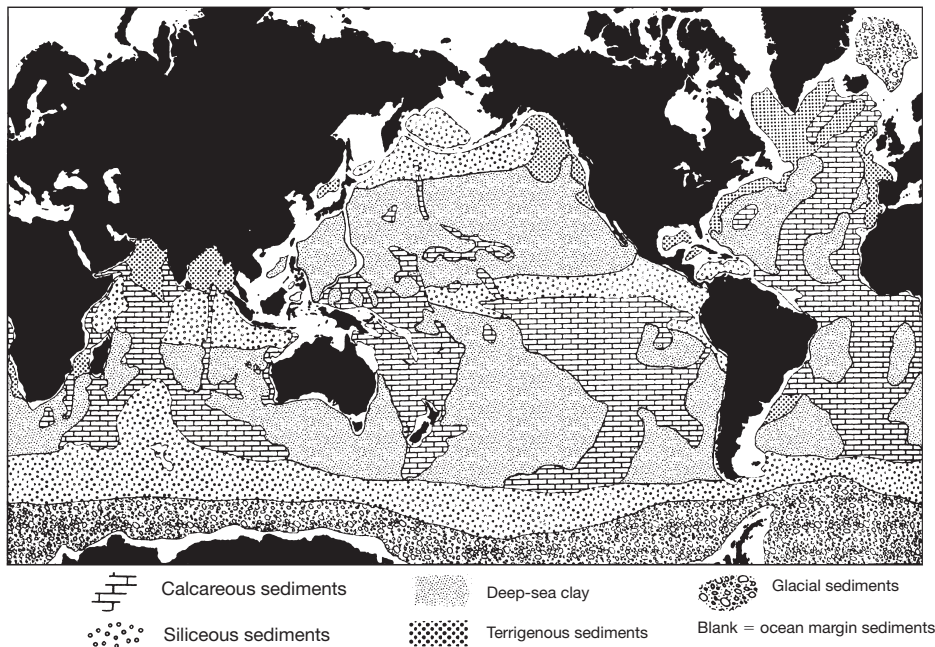 Calcareous sediments
Siliceous sediments
Deep-sea clay
Terrigenous sediments
Glacial sediments
Blank = ocean margin sediments